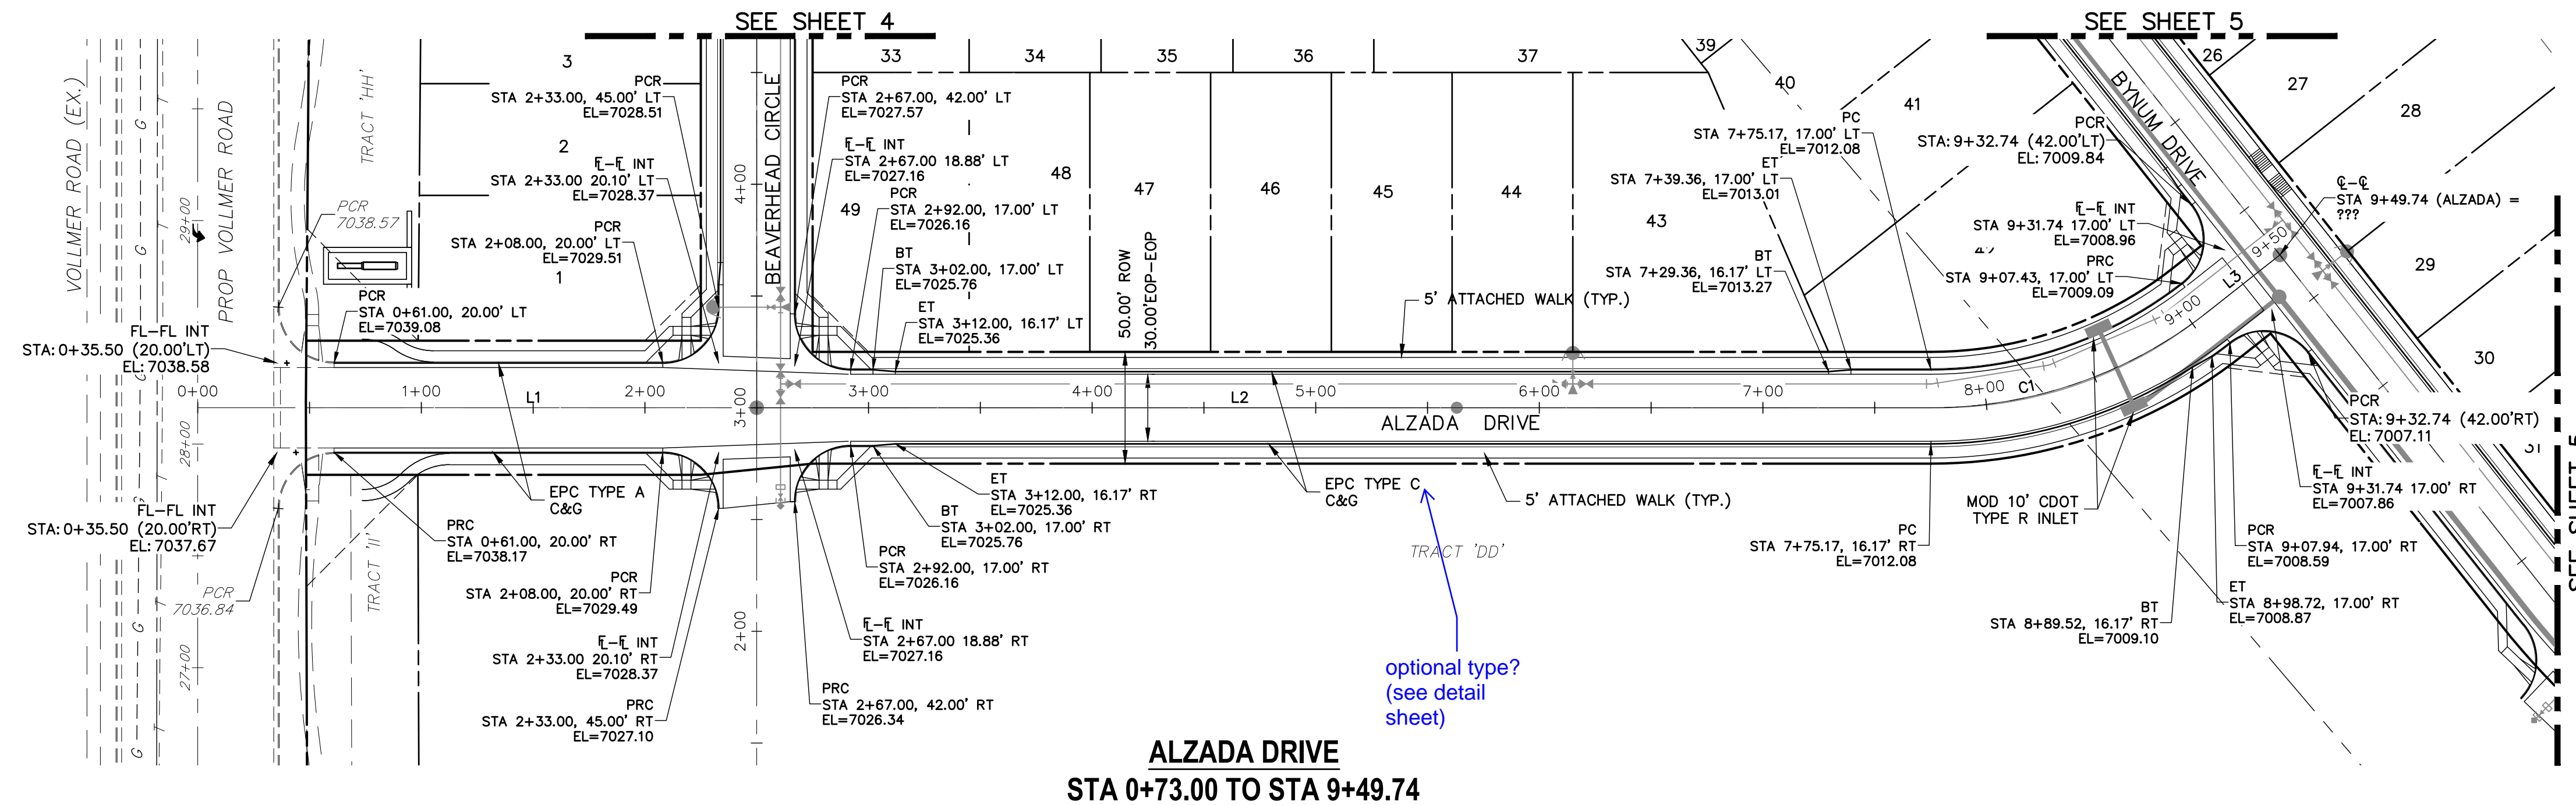 SEE SHEET 4
SEE SHEET 5
VOLLMER ROAD (EX.)
PROP VOLLMER ROAD
TRACT 'HH'
29+00
28+00
27+00
G
G
G
G
G
PCR
7038.57
PCR
7036.84
TRACT 'II'
3
2
1
PCR
STA 2+33.00, 45.00' LT
EL=7028.51
FL-FL INT
STA 2+33.00 20.10' LT
EL=7028.37
PCR
STA 2+08.00, 20.00' LT
EL=7029.51
PCR
STA 0+61.00, 20.00' LT
EL=7039.08
FL-FL INT
STA: 0+35.50 (20.00'LT)
EL: 7038.58
BEAVERHEAD CIRCLE
4+00
3+00
2+00
33
34
35
36
37
39
40
41
PCR
STA 2+67.00, 42.00' LT
EL=7027.57
FL-FL INT
STA 2+67.00 18.88' LT
EL=7027.16
PCR
STA 2+92.00, 17.00' LT
EL=7026.16
BT
STA 3+02.00, 17.00' LT
EL=7025.76
ET
STA 3+12.00, 16.17' LT
EL=7025.36
49
48
47
46
45
44
43
50.00' ROW
30.00'EOP-EOP
5' ATTACHED WALK (TYP.)
PC
STA 7+75.17, 17.00' LT
EL=7012.08
ET
STA 7+39.36, 17.00' LT
EL=7013.01
BT
STA 7+29.36, 16.17' LT
EL=7013.27
BYNUM DRIVE
PCR
STA: 9+32.74 (42.00'LT)
EL: 7009.84
FL-FL INT
STA 9+31.74 17.00' LT
EL=7008.96
PRC
STA 9+07.43, 17.00' LT
EL=7009.09
26
27
28
29
30
31
℄-℄
STA 9+49.74 (ALZADA) =
???
9+50
L3
9+00
0+00
1+00
2+00
3+00
4+00
5+00
6+00
7+00
8+00
L1
L2
C1
ALZADA DRIVE
FL-FL INT
STA: 0+35.50 (20.00'RT)
EL: 7037.67
PRC
STA 0+61.00, 20.00' RT
EL=7038.17
EPC TYPE A
C&G
PCR
STA 2+08.00, 20.00' RT
EL=7029.49
FL-FL INT
STA 2+33.00 20.10' RT
EL=7028.37
PRC
STA 2+33.00, 45.00' RT
EL=7027.10
ET
STA 3+12.00, 16.17' RT
EL=7025.36
BT
STA 3+02.00, 17.00' RT
EL=7025.76
PCR
STA 2+92.00, 17.00' RT
EL=7026.16
FL-FL INT
STA 2+67.00 18.88' RT
EL=7027.16
PRC
STA 2+67.00, 42.00' RT
EL=7026.34
EPC TYPE C
C&G
5' ATTACHED WALK (TYP.)
TRACT 'DD'
optional type?
(see detail
sheet)
MOD 10' CDOT
TYPE R INLET
PC
STA 7+75.17, 16.17' RT
EL=7012.08
BT
STA 8+89.52, 16.17' RT
EL=7009.10
PCR
STA: 9+32.74 (42.00'RT)
EL: 7007.11
FL-FL INT
STA 9+31.74 17.00' RT
EL=7007.86
PCR
STA 9+07.94, 17.00' RT
EL=7008.59
ET
STA 8+98.72, 17.00' RT
EL=7008.87
SEE SHEET 5
ALZADA DRIVE
STA 0+73.00 TO STA 9+49.74